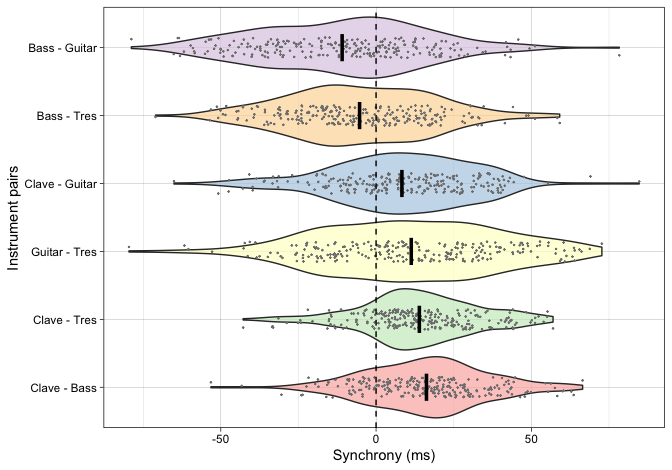 Bass - Guitar
Bass - Tres
Clave - Guitar
Guitar - Tres
Clave - Tres
Clave - Bass
Instrument pairs
-50 0 50
Synchrony (ms)